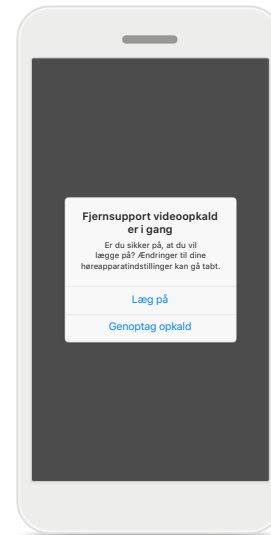 Fjernsupport videoopkald
er i gang
Er du sikker på, at du vil
lægge på? Ændringer til dine
høreapparatindstillinger kan gå tabt.
Læg på
Genoptag opkald